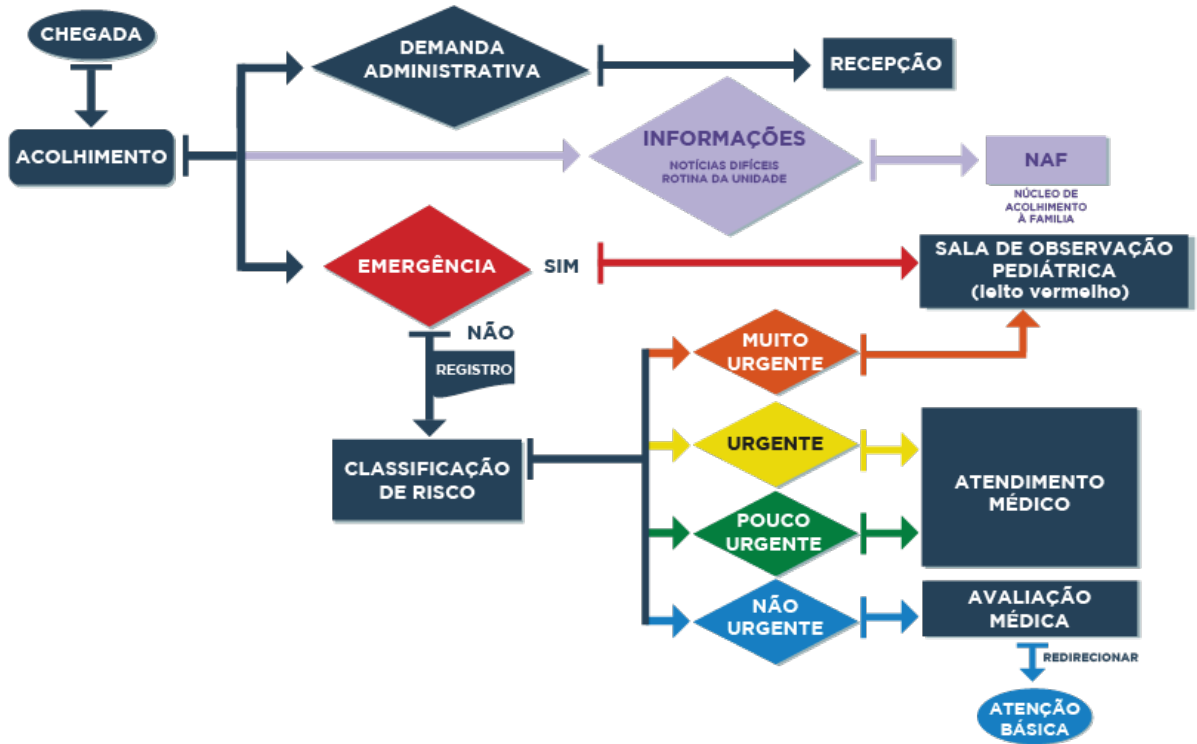 CHEGADA
ACOLHIMENTO
DEMANDA
ADMINISTRATIVA
RECEPÇÃO
INFORMAÇÕES
NOTÍCIAS DIFÍCEIS
ROTINA DA UNIDADE
NAF
NÚCLEO DE
ACOLHIMENTO
À FAMILIA
EMERGÊNCIA
SIM
SALA DE OBSERVAÇÃO
PEDIÁTRICA
(leito vermelho)
NÃO
REGISTRO
CLASSIFICAÇÃO
DE RISCO
MUITO
URGENTE
URGENTE
POUCO
URGENTE
ATENDIMENTO
MÉDICO
NÃO
URGENTE
AVALIAÇÃO
MÉDICA
REDIRECIONAR
ATENÇÃO
BÁSICA